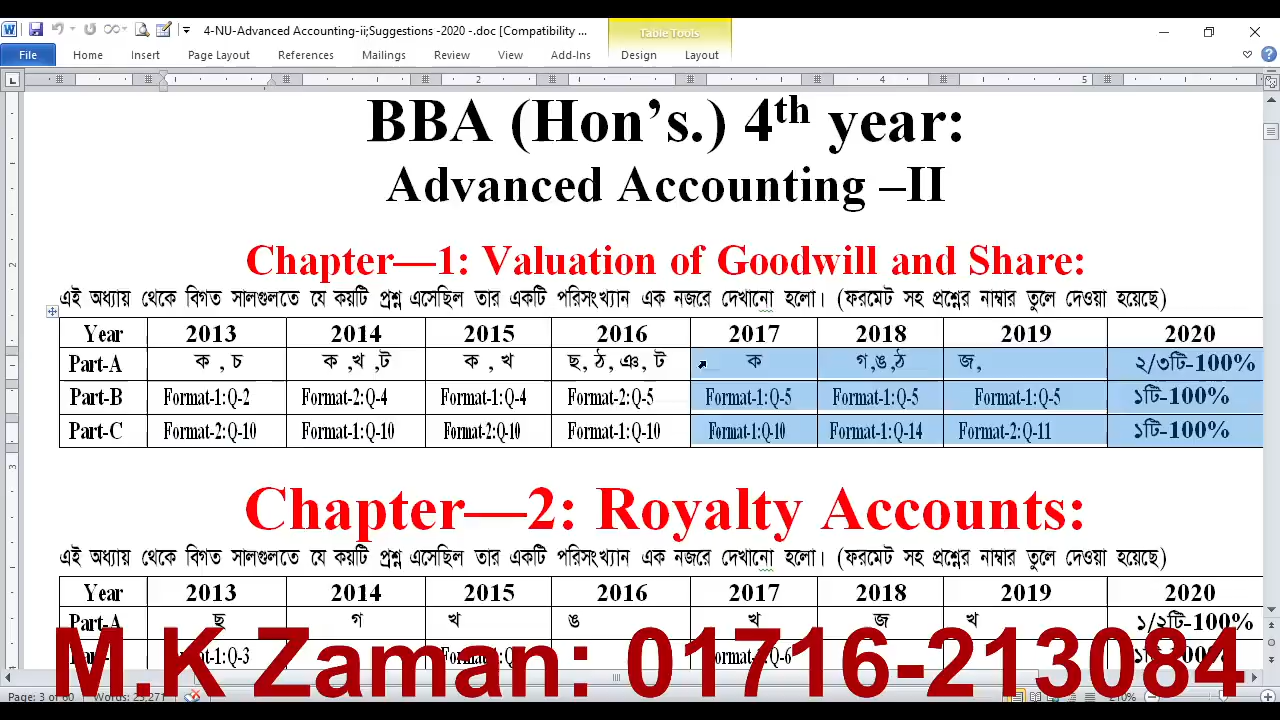 4-NU-Advanced Accounting-ii;Suggestions -2020 -.doc [Compatibility ...
Table Tools
File Home Insert Page Layout References Mailings Review View Add-Ins Design Layout
BBA (Hon's.) 4th year:
Advanced Accounting –II
Chapter—1: Valuation of Goodwill and Share:
এই অধ্যায় থেকে বিগত সালগুলতে যে কয়টি প্রশ্ন এসেছিল তার একটি পরিসংখ্যান এক নজরে দেখানো হলো। (ফরমেট সহ প্রশ্নের নাম্বার তুলে দেওয়া হয়েছে)
Year 2013 2014 2015 2016 2017 2018 2019 2020
Part-A ক , চ ক ,খ ,ট ক , খ ছ, ঠ, ঞ, ট ক গ,ঙ,ঠ জ, ২/৩টি-100%
Part-B Format-1:Q-2 Format-2:Q-4 Format-1:Q-4 Format-2:Q-5 Format-1:Q-5 Format-1:Q-5 Format-1:Q-5 ১টি-100%
Part-C Format-2:Q-10 Format-1:Q-10 Format-2:Q-10 Format-1:Q-10 Format-1:Q-10 Format-1:Q-14 Format-2:Q-11 ১টি-100%
Chapter—2: Royalty Accounts:
এই অধ্যায় থেকে বিগত সালগুলতে যে কয়টি প্রশ্ন এসেছিল তার একটি পরিসংখ্যান এক নজরে দেখানো হলো। (ফরমেট সহ প্রশ্নের নাম্বার তুলে দেওয়া হয়েছে)
Year 2013 2014 2015 2016 2017 2018 2019 2020
Part-A ছ গ খ ঙ খ জ খ ১/২টি-100%
M.K Zaman: 01716-213084
Page: 3 of 60 Words: 23,271